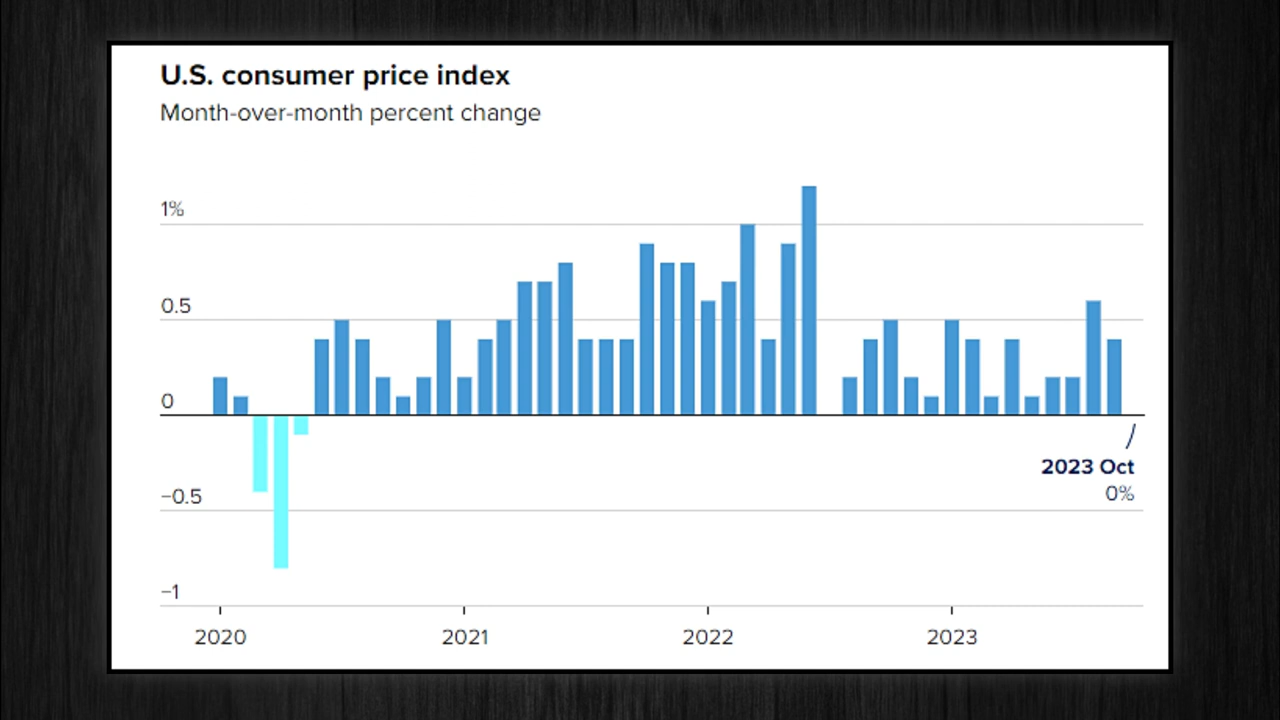 U.S. consumer price index
Month-over-month percent change
1%
0.5
0
−0.5
−1
2023 Oct
0%
2020 2021 2022 2023